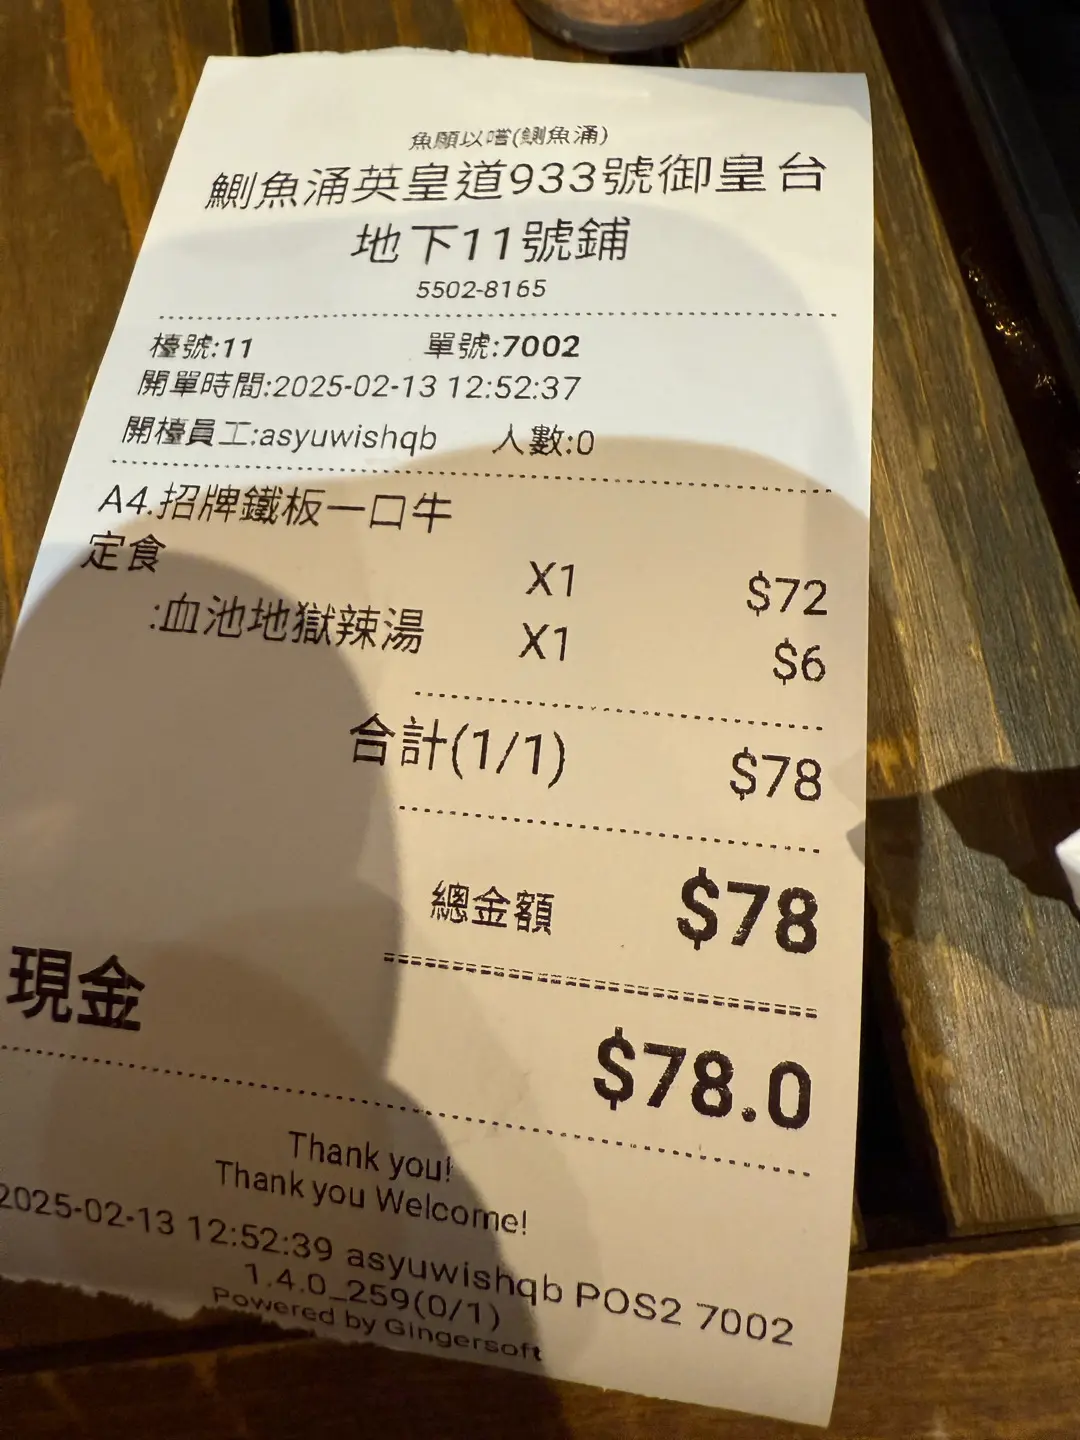 魚願以嚐(鰂魚涌)
鰂魚涌英皇道933號御皇台
地下11號鋪
5502-8165
檯號:11 單號:7002
開單時間:2025-02-13 12:52:37
開檯員工:asyuwishqb 人數:0
A4.招牌鐵板一口牛
定食 X1 $72
:血池地獄辣湯 X1 $6
合計(1/1) $78
總金額 $78
現金 $78.0
Thank you!
Thank you Welcome!
2025-02-13 12:52:39 asyuwishqb POS2 7002
1.4.0_259(0/1)
Powered by Gingersoft